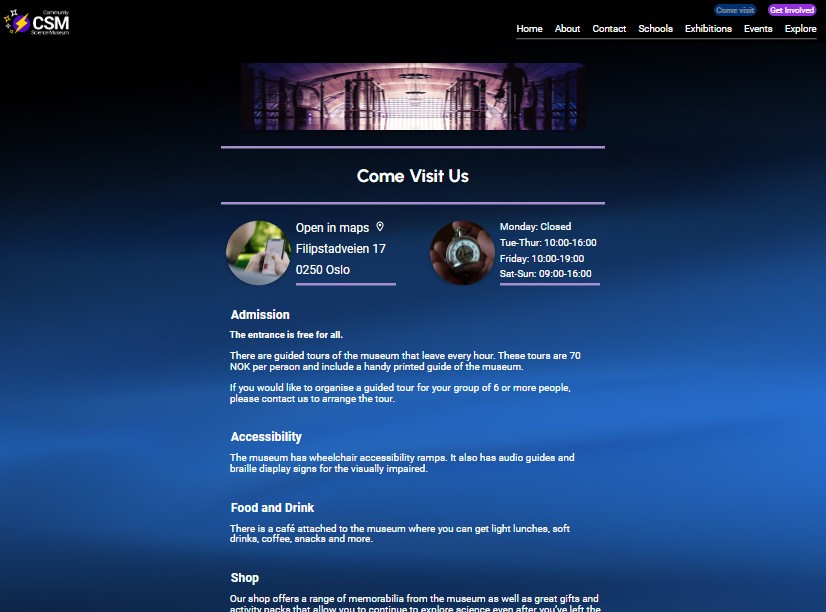 Community
CSM
Science Museum
Come visit
Get Involved
Home About Contact Schools Exhibitions Events Explore
Come Visit Us
Open in maps
Filipstadveien 17
0250 Oslo
Monday: Closed
Tue-Thur: 10:00-16:00
Friday: 10:00-19:00
Sat-Sun: 09:00-16:00
Admission
The entrance is free for all.
There are guided tours of the museum that leave every hour. These tours are 70
NOK per person and include a handy printed guide of the museum.
If you would like to organise a guided tour for your group of 6 or more people,
please contact us to arrange the tour.
Accessibility
The museum has wheelchair accessibility ramps. It also has audio guides and
braille display signs for the visually impaired.
Food and Drink
There is a café attached to the museum where you can get light lunches, soft
drinks, coffee, snacks and more.
Shop
Our shop offers a range of memorabilia from the museum as well as great gifts and
activity packs that allow you to continue to explore science even after you've left the